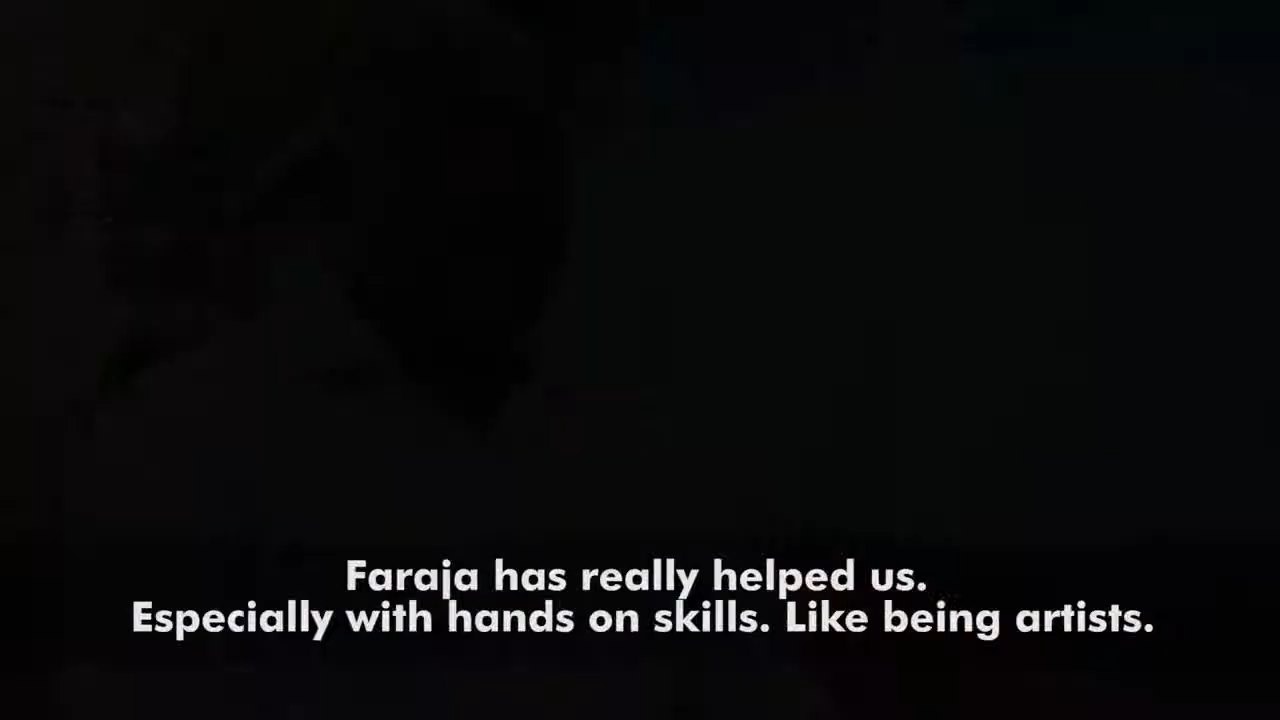 Faraja has really helped us.
Especially with hands on skills. Like being artists.